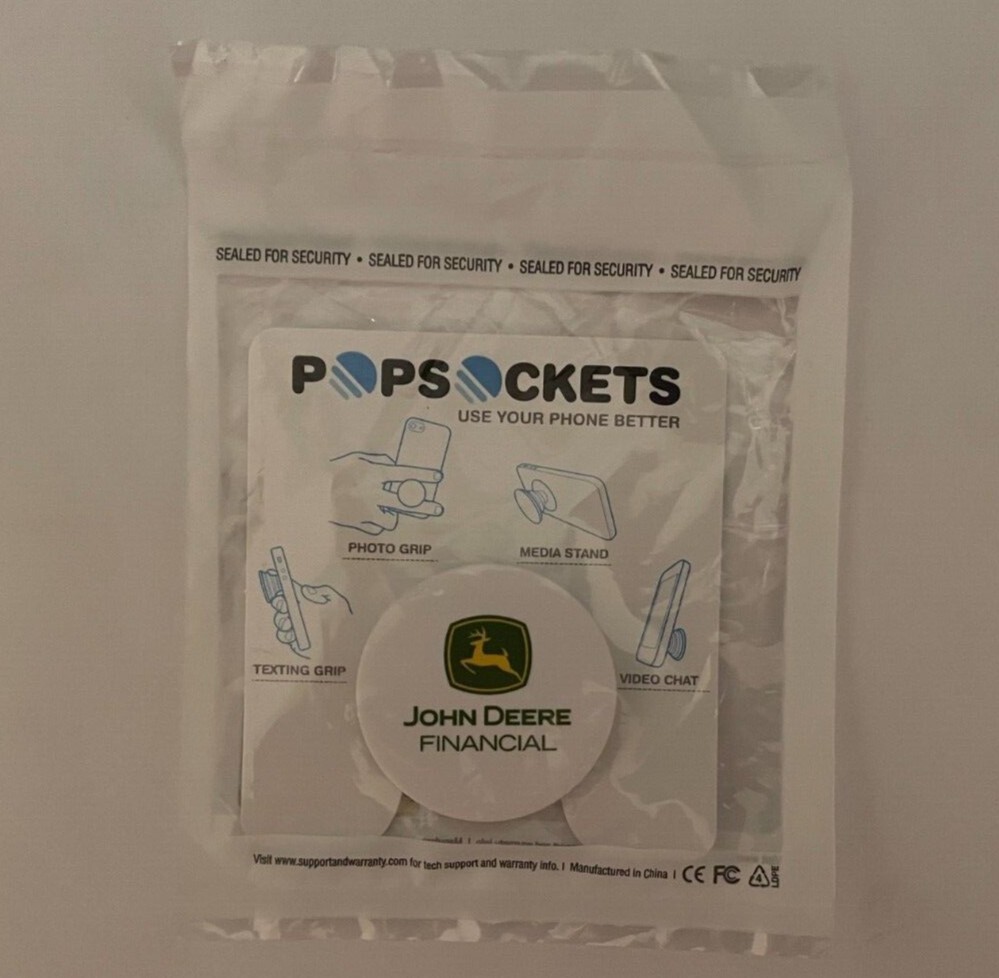 SEALED FOR SECURITY • SEALED FOR SECURITY • SEALED FOR SECURITY • SEALED FOR SECURITY
POPSOCKETS
USE YOUR PHONE BETTER
PHOTO GRIP
MEDIA STAND
TEXTING GRIP
VIDEO CHAT
JOHN DEERE
FINANCIAL
Visit www.supportandwarranty.com for tech support and warranty info. | Manufactured in China | CE FC 4 LDPE